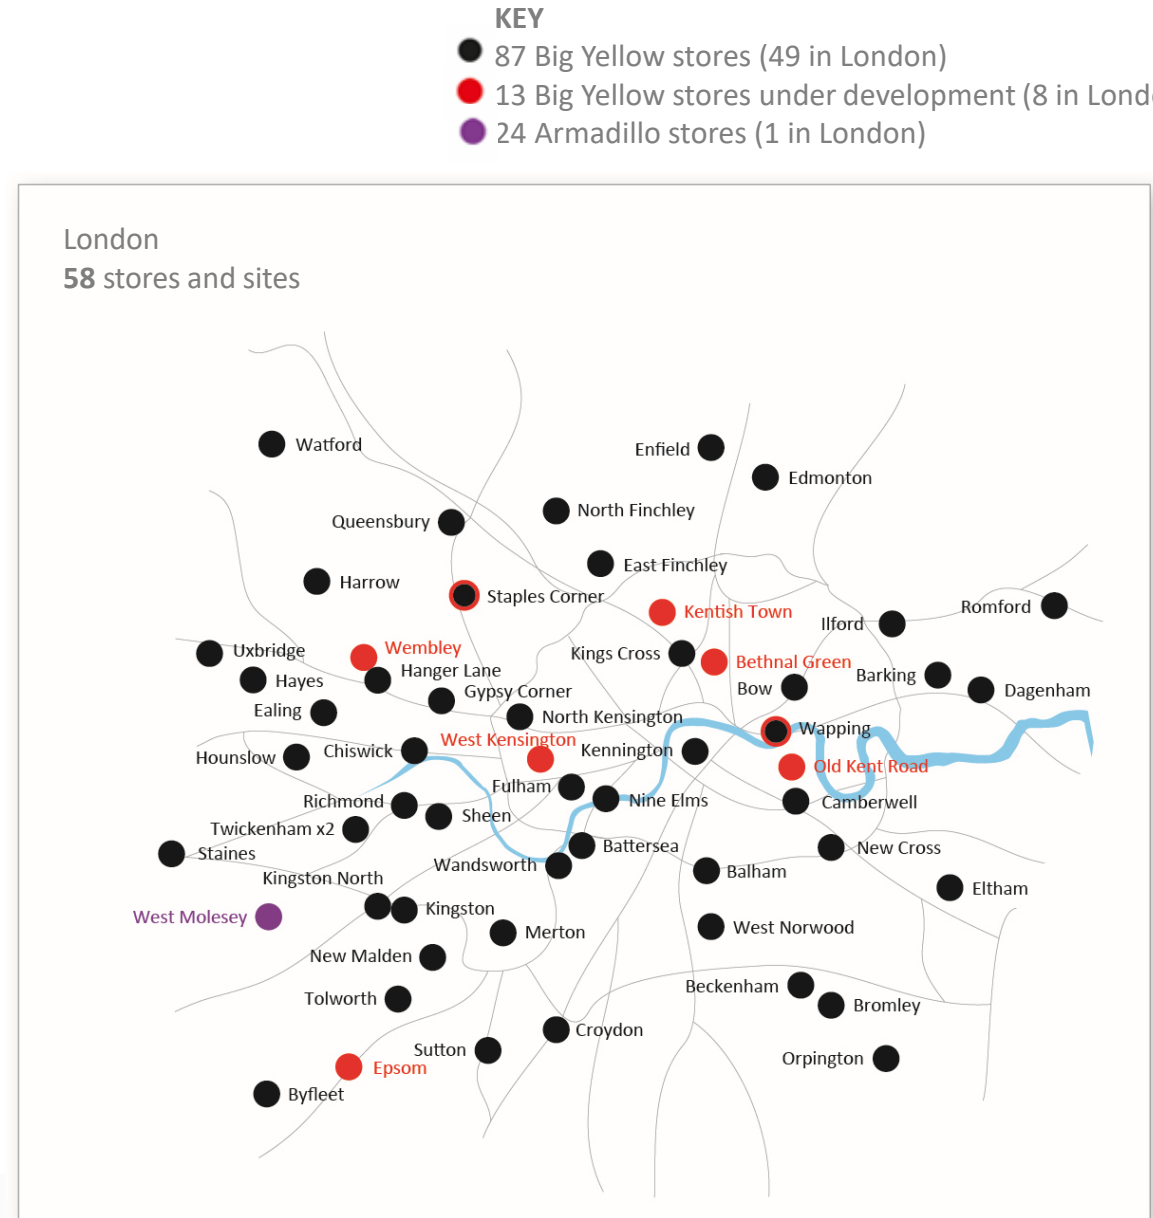 KEY
87 Big Yellow stores (49 in London)
13 Big Yellow stores under development (8 in Lond
24 Armadillo stores (1 in London)
London
58 stores and sites
Watford
Enfield
Edmonton
North Finchley
Queensbury
East Finchley
Harrow
Staples Corner
Kentish Town
Romford
Ilford
Wembley
Uxbridge
Kings Cross
Bethnal Green
Hanger Lane
Barking
Hayes
Bow
Dagenham
Gypsy Corner
Ealing
North Kensington
Wapping
West Kensington
Chiswick
Kennington
Hounslow
Old Kent Road
Fulham
Richmond
Nine Elms
Camberwell
Sheen
Twickenham x2
Battersea
New Cross
Staines
Wandsworth
Balham
Kingston North
Eltham
Kingston
West Molesey
West Norwood
Merton
New Malden
Beckenham
Tolworth
Bromley
Croydon
Sutton
Orpington
Epsom
Byfleet